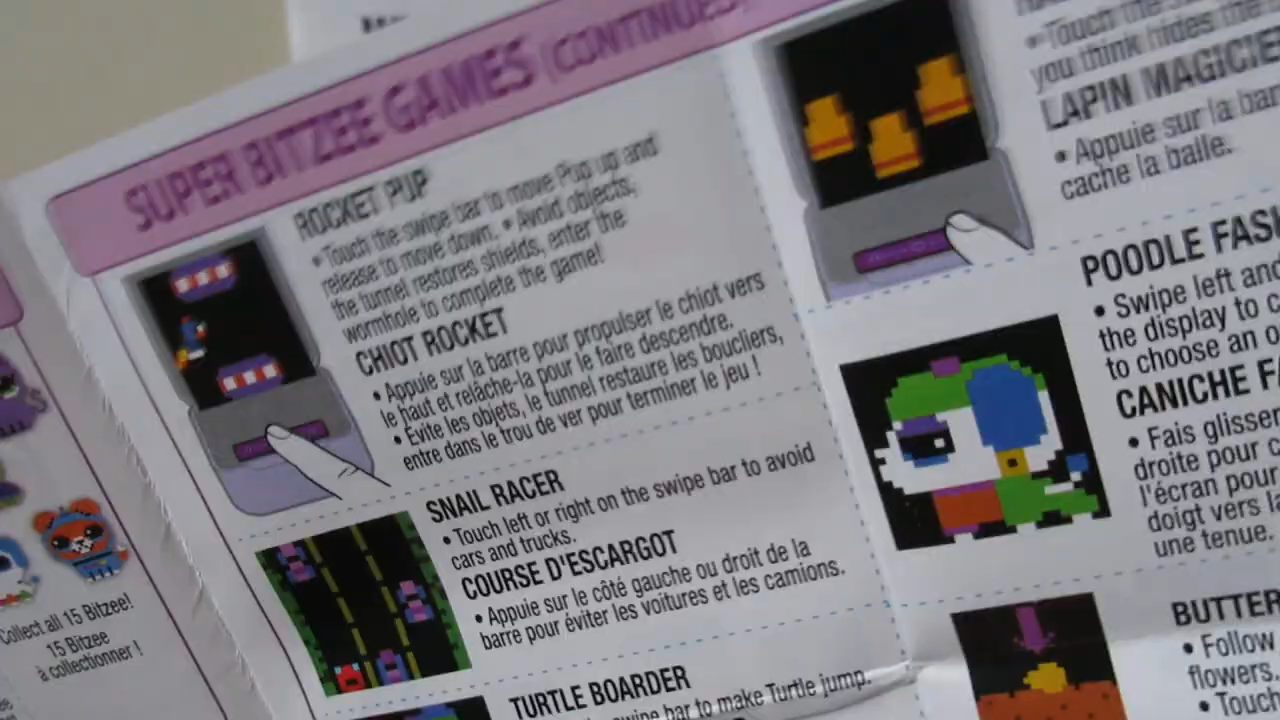 SUPER BITZEE GAMES (CONTINUED)
ROCKET PUP
• Touch the swipe bar to move Pup up and
release to move down. • Avoid objects,
the tunnel restores shields, enter the
wormhole to complete the game!
CHIOT ROCKET
• Appuie sur la barre pour propulser le chiot vers
le haut et relâche-la pour le faire descendre.
• Évite les objets, le tunnel restaure les boucliers,
entre dans le trou de ver pour terminer le jeu !
SNAIL RACER
• Touch left or right on the swipe bar to avoid
cars and trucks.
COURSE D'ESCARGOT
• Appuie sur le côté gauche ou droit de la
barre pour éviter les voitures et les camions.
TURTLE BOARDER
swipe bar to make Turtle jump.
• Touch the
you think hides the
LAPIN MAGICIE
• Appuie sur la bar
cache la balle.
POODLE FASH
• Swipe left and
the display to c
to choose an o
CANICHE FA
• Fais glisser
droite pour c
l'écran pour
doigt vers la
une tenue.
BUTTER
• Follow
flowers.
• Touch
Collect all 15 Bitzee!
15 Bitzee
à collectionner !